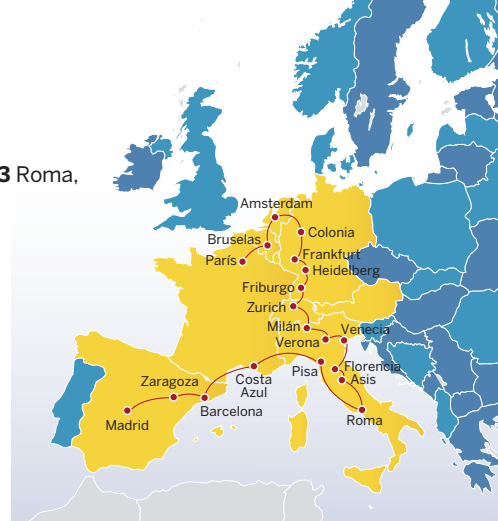 3 Roma,
Amsterdam
Colonia
Bruselas
París
Frankfurt
Heidelberg
Friburgo
Zurich
Milán
Venecia
Verona
Pisa
Florencia
Asis
Costa
Azul
Zaragoza
Barcelona
Madrid
Roma